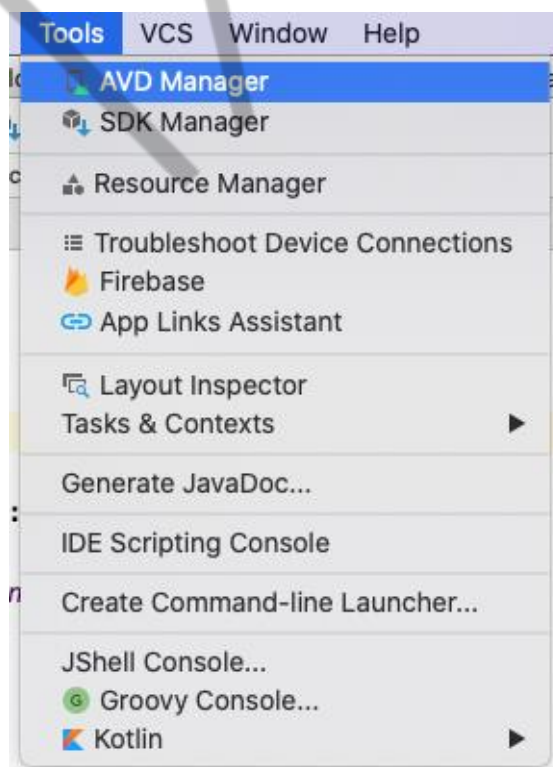 Tools VCS Window Help
AVD Manager
SDK Manager
Resource Manager
Troubleshoot Device Connections
Firebase
App Links Assistant
Layout Inspector
Tasks & Contexts
Generate JavaDoc...
IDE Scripting Console
Create Command-line Launcher...
JShell Console...
G Groovy Console...
Kotlin